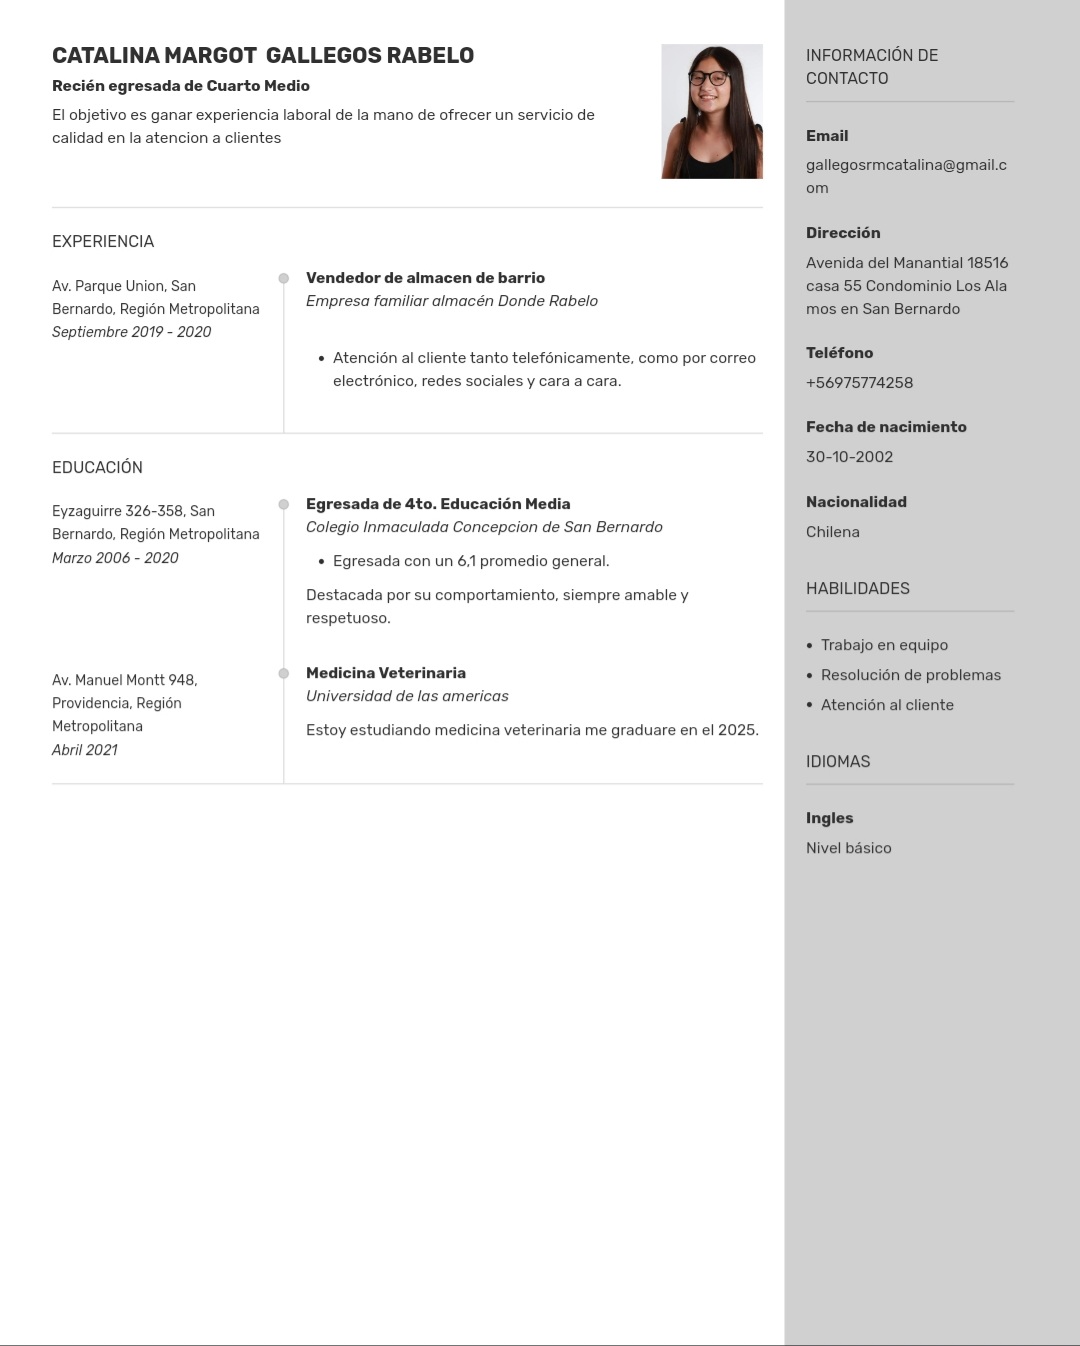 CATALINA MARGOT  GALLEGOS RABELO
Recién egresada de Cuarto Medio
El objetivo es ganar experiencia laboral de la mano de ofrecer un servicio de
calidad en la atencion a clientes
EXPERIENCIA
Av. Parque Union, San
Bernardo, Región Metropolitana
Septiembre 2019 - 2020
Vendedor de almacen de barrio
Empresa familiar almacén Donde Rabelo
• Atención al cliente tanto telefónicamente, como por correo
electrónico, redes sociales y cara a cara.
EDUCACIÓN
Eyzaguirre 326-358, San
Bernardo, Región Metropolitana
Marzo 2006 - 2020
Egresada de 4to. Educación Media
Colegio Inmaculada Concepcion de San Bernardo
• Egresada con un 6,1 promedio general.
Destacada por su comportamiento, siempre amable y
respetuoso.
Av. Manuel Montt 948,
Providencia, Región
Metropolitana
Abril 2021
Medicina Veterinaria
Universidad de las americas
Estoy estudiando medicina veterinaria me graduare en el 2025.
INFORMACIÓN DE
CONTACTO
Email
gallegosrmcatalina@gmail.c
om
Dirección
Avenida del Manantial 18516
casa 55 Condominio Los Ala
mos en San Bernardo
Teléfono
+56975774258
Fecha de nacimiento
30-10-2002
Nacionalidad
Chilena
HABILIDADES
• Trabajo en equipo
• Resolución de problemas
• Atención al cliente
IDIOMAS
Ingles
Nivel básico